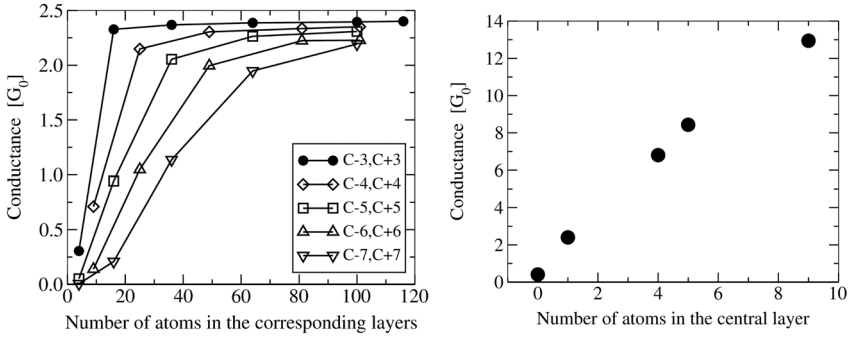 2.5
2.0
1.5
1.0
0.5
0.0
Conductance [G0]
0 20 40 60 80 100 120
Number of atoms in the corresponding layers
C-3,C+3
C-4,C+4
C-5,C+5
C-6,C+6
C-7,C+7
14
12
10
8
6
4
2
0
Conductance [G0]
0 2 4 6 8 10
Number of atoms in the central layer